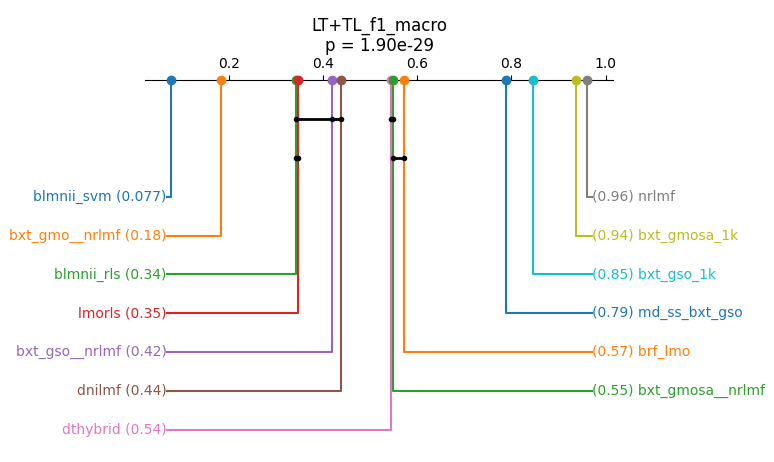 LT+TL_f1_macro
p = 1.90e-29
0.2 0.4 0.6 0.8 1.0
blmnii_svm (0.077)
(0.96) nrlmf
bxt_gmo__nrlmf (0.18)
(0.94) bxt_gmosa_1k
blmnii_rls (0.34)
(0.85) bxt_gso_1k
lmorls (0.35)
(0.79) md_ss_bxt_gso
bxt_gso__nrlmf (0.42)
(0.57) brf_lmo
dnilmf (0.44)
(0.55) bxt_gmosa__nrlmf
dthybrid (0.54)